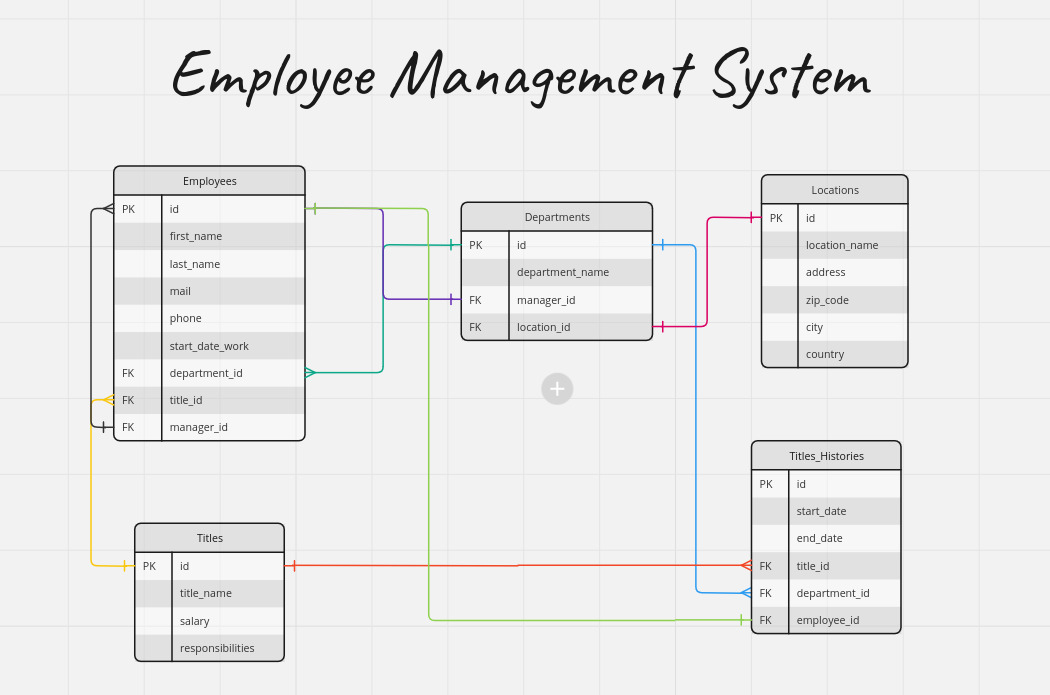 Employee Management System
Employees
PK id
first_name
last_name
mail
phone
start_date_work
FK department_id
FK title_id
FK manager_id
Departments
PK id
department_name
FK manager_id
FK location_id
Locations
PK id
location_name
address
zip_code
city
country
Titles
PK id
title_name
salary
responsibilities
Titles_Histories
PK id
start_date
end_date
FK title_id
FK department_id
FK employee_id